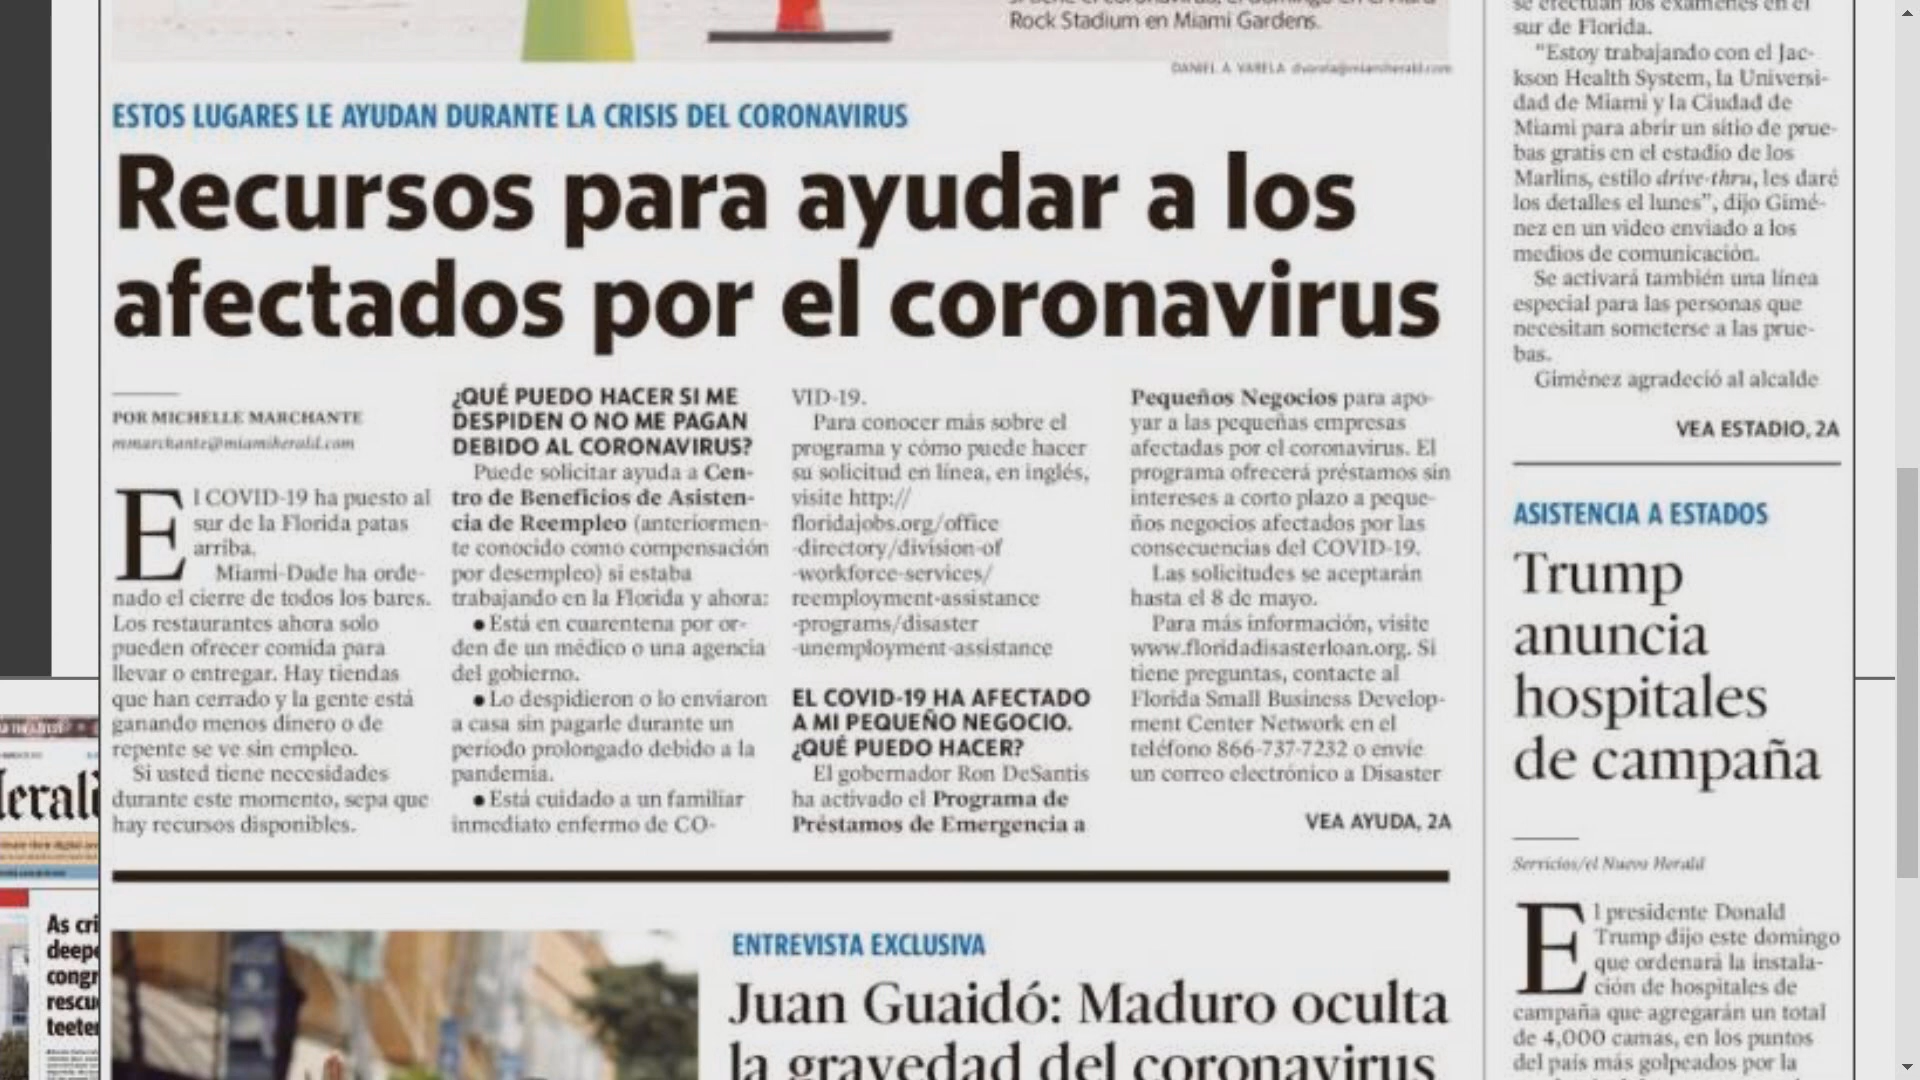 Rock Stadium en Miami Gardens.
DANIEL A. VARELA dvarela@miamiherald.com
ESTOS LUGARES LE AYUDAN DURANTE LA CRISIS DEL CORONAVIRUS
Recursos para ayudar a los
afectados por el coronavirus
POR MICHELLE MARCHANTE
mmarchante@miamiherald.com
El COVID-19 ha puesto al
sur de la Florida patas
arriba.
Miami-Dade ha orde-
nado el cierre de todos los bares.
Los restaurantes ahora solo
pueden ofrecer comida para
llevar o entregar. Hay tiendas
que han cerrado y la gente está
ganando menos dinero o de
repente se ve sin empleo.
Si usted tiene necesidades
durante este momento, sepa que
hay recursos disponibles.
¿QUÉ PUEDO HACER SI ME
DESPIDEN O NO ME PAGAN
DEBIDO AL CORONAVIRUS?
Puede solicitar ayuda a Cen-
tro de Beneficios de Asisten-
cia de Reempleo (anteriormen-
te conocido como compensación
por desempleo) si estaba
trabajando en la Florida y ahora:
● Está en cuarentena por or-
den de un médico o una agencia
del gobierno.
● Lo despidieron o lo enviaron
a casa sin pagarle durante un
período prolongado debido a la
pandemia.
● Está cuidado a un familiar
inmediato enfermo de CO-
VID-19.
Para conocer más sobre el
programa y cómo puede hacer
su solicitud en línea, en inglés,
visite http://
floridajobs.org/office
-directory/division-of
-workforce-services/
reemployment-assistance
-programs/disaster
-unemployment-assistance
EL COVID-19 HA AFECTADO
A MI PEQUEÑO NEGOCIO.
¿QUÉ PUEDO HACER?
El gobernador Ron DeSantis
ha activado el Programa de
Préstamos de Emergencia a
Pequeños Negocios para apo-
yar a las pequeñas empresas
afectadas por el coronavirus. El
programa ofrecerá préstamos sin
intereses a corto plazo a peque-
ños negocios afectados por las
consecuencias del COVID-19.
Las solicitudes se aceptarán
hasta el 8 de mayo.
Para más información, visite
www.floridadisasterloan.org. Si
tiene preguntas, contacte al
Florida Small Business Develop-
ment Center Network en el
teléfono 866-737-7232 o envíe
un correo electrónico a Disaster
VEA AYUDA, 2A
se efectúan los exámenes en el
sur de Florida.
“Estoy trabajando con el Jac-
kson Health System, la Universi-
dad de Miami y la Ciudad de
Miami para abrir un sitio de prue-
bas gratis en el estadio de los
Marlins, estilo drive-thru, les daré
los detalles el lunes”, dijo Gimé-
nez en un video enviado a los
medios de comunicación.
Se activará también una línea
especial para las personas que
necesitan someterse a las prue-
bas.
Giménez agradeció al alcalde
VEA ESTADIO, 2A
ASISTENCIA A ESTADOS
Trump
anuncia
hospitales
de campaña
Servicios/el Nuevo Herald
El presidente Donald
Trump dijo este domingo
que ordenará la instala-
ción de hospitales de
campaña que agregarán un total
de 4,000 camas, en los puntos
del país más golpeados por la
ENTREVISTA EXCLUSIVA
Juan Guaidó: Maduro oculta
la gravedad del coronavirus
As cri
deepe
congr
rescu
teeter